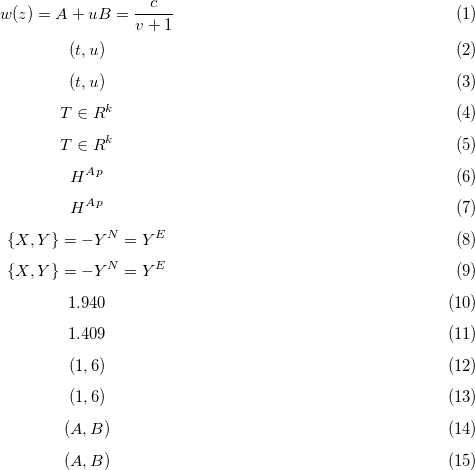 w(z) = A + uB = \frac{c}{v+1} (1)
(t, u) (2)
(t, u) (3)
T ∈ R^k (4)
T ∈ R^k (5)
H^{Ap} (6)
H^{Ap} (7)
{X, Y} = −Y^N = Y^E (8)
{X, Y} = −Y^N = Y^E (9)
1.940 (10)
1.409 (11)
(1, 6) (12)
(1, 6) (13)
(A, B) (14)
(A, B) (15)